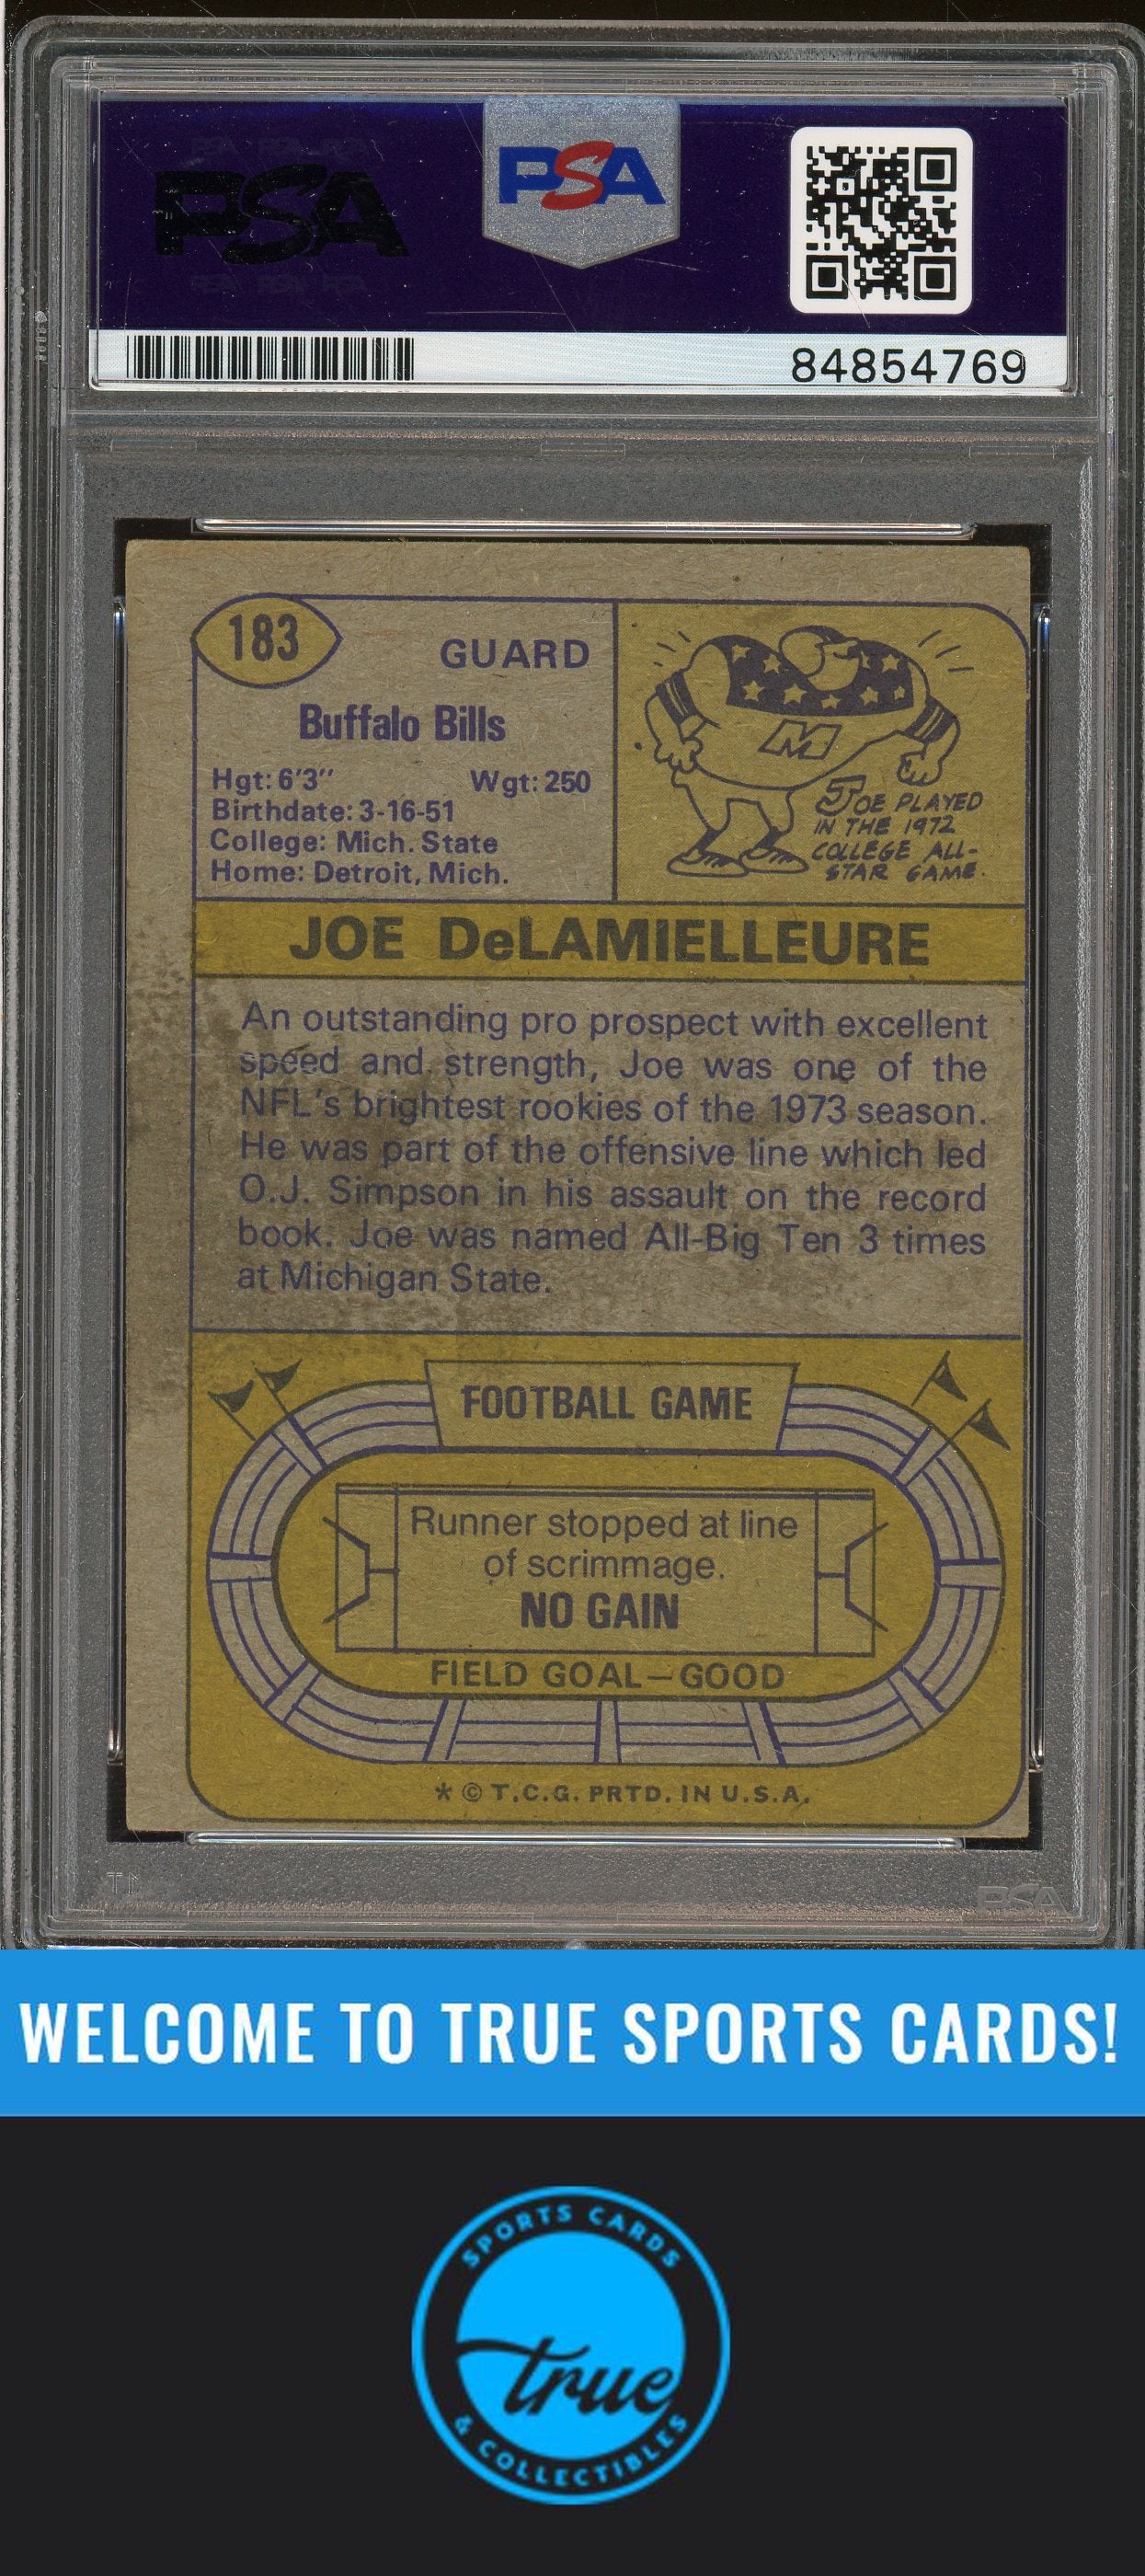 PSA
PSA
84854769
183
GUARD
Buffalo Bills
Hgt: 6'3" Wgt: 250
Birthdate: 3-16-51
College: Mich. State
Home: Detroit, Mich.
M
JOE PLAYED
IN THE 1972
COLLEGE ALL-
STAR GAME.
JOE DeLAMIELLEURE
An outstanding pro prospect with excellent
speed and strength, Joe was one of the
NFL's brightest rookies of the 1973 season.
He was part of the offensive line which led
O.J. Simpson in his assault on the record
book. Joe was named All-Big Ten 3 times
at Michigan State.
FOOTBALL GAME
Runner stopped at line
of scrimmage.
NO GAIN
FIELD GOAL—GOOD
* © T.C.G. PRTD. IN U.S.A.
PSA
WELCOME TO TRUE SPORTS CARDS!
SPORTS CARDS
true
& COLLECTIBLES